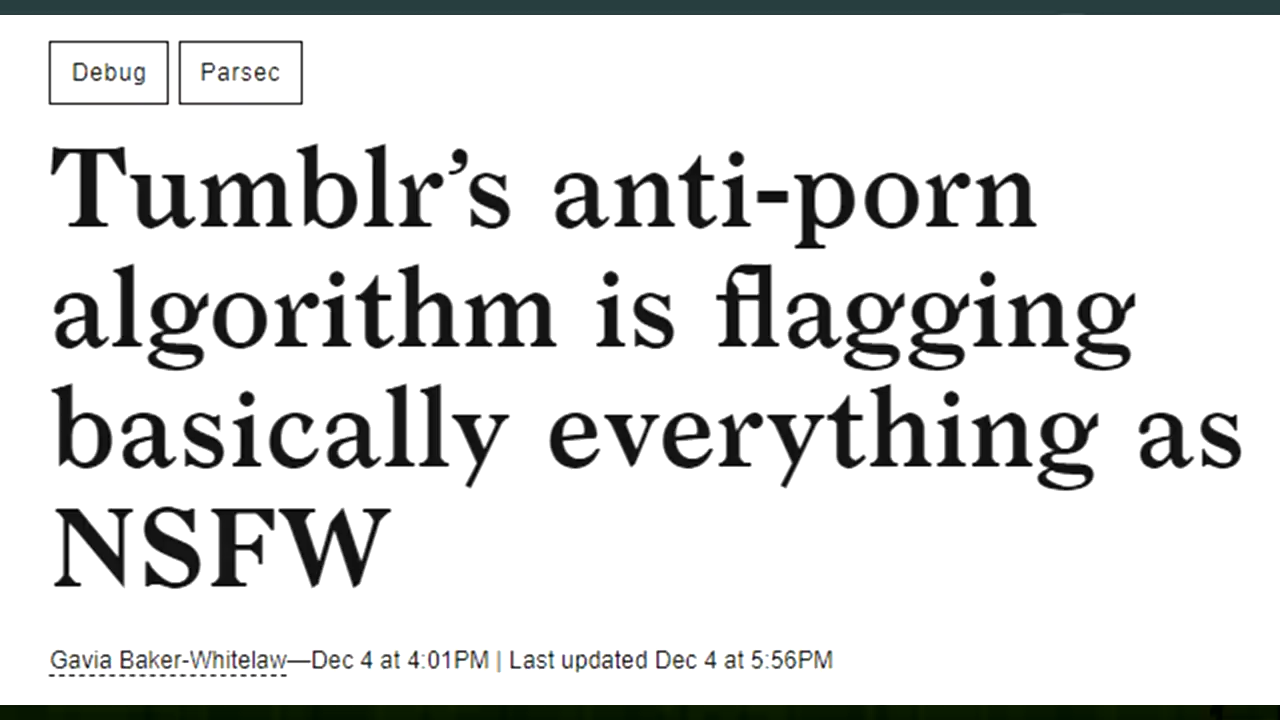 Debug Parsec
Tumblr’s anti-porn
algorithm is flagging
basically everything as
NSFW
Gavia Baker-Whitelaw—Dec 4 at 4:01PM | Last updated Dec 4 at 5:56PM